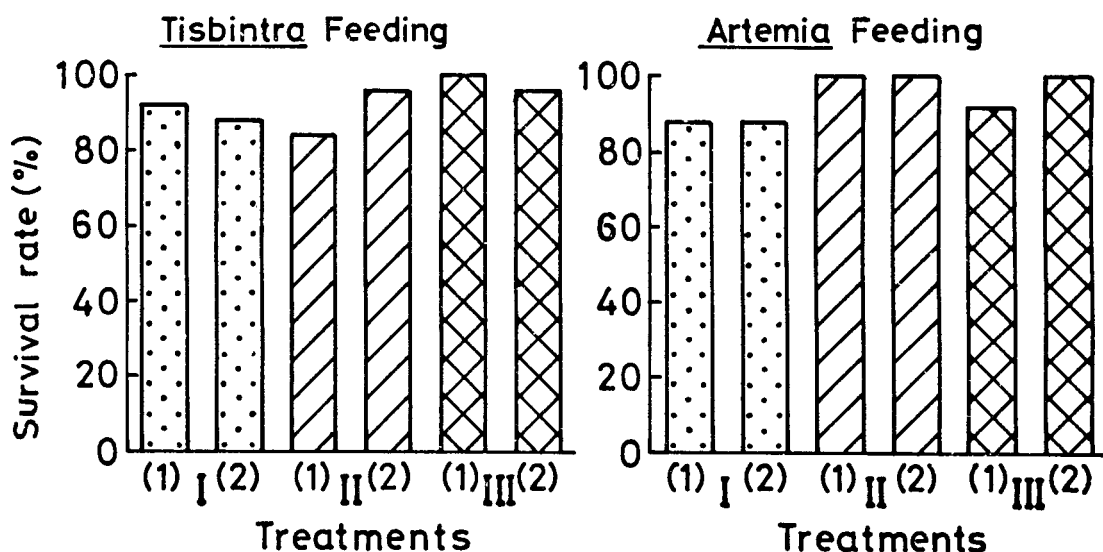 Tisbintra Feeding
Survival rate (%)
100
80
60
40
20
0
(1) I (2) (1) II (2) (1) III (2)
Treatments
Artemia Feeding
100
80
60
40
20
0
(1) I (2) (1) II (2) (1) III (2)
Treatments